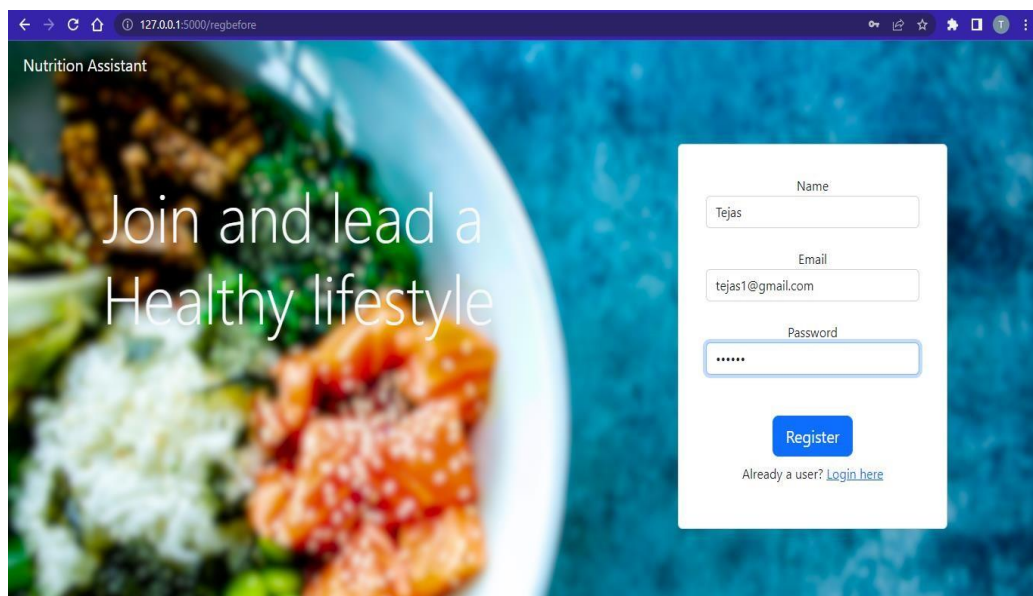 127.0.0.1:5000/regbefore
T
Nutrition Assistant
Join and lead a
Healthy lifestyle
Name
Tejas
Email
tejas1@gmail.com
Password
••••••
Register
Already a user? Login here